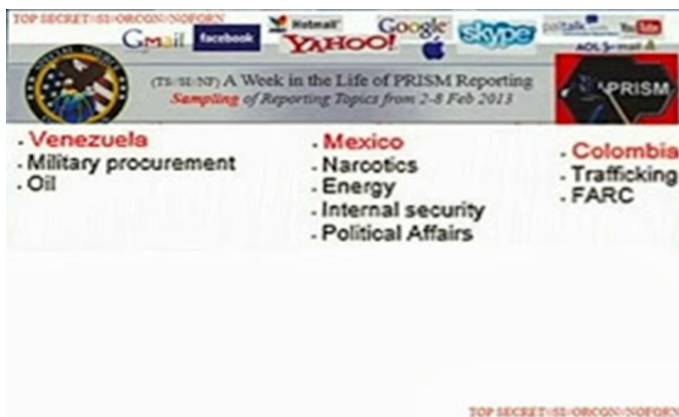 TOP SECRET//SI//ORCON//NOFORN
Gmail facebook Hotmail YAHOO! Google skype paltalk YouTube
AOL mail
SPECIAL SOURCE
(TS//SI//NF) A Week in the Life of PRISM Reporting
Sampling of Reporting Topics from 2-8 Feb 2013
PRISM
. Venezuela
. Military procurement
. Oil
. Mexico
. Narcotics
. Energy
. Internal security
. Political Affairs
. Colombia
. Trafficking
. FARC
TOP SECRET//SI//ORCON//NOFORN